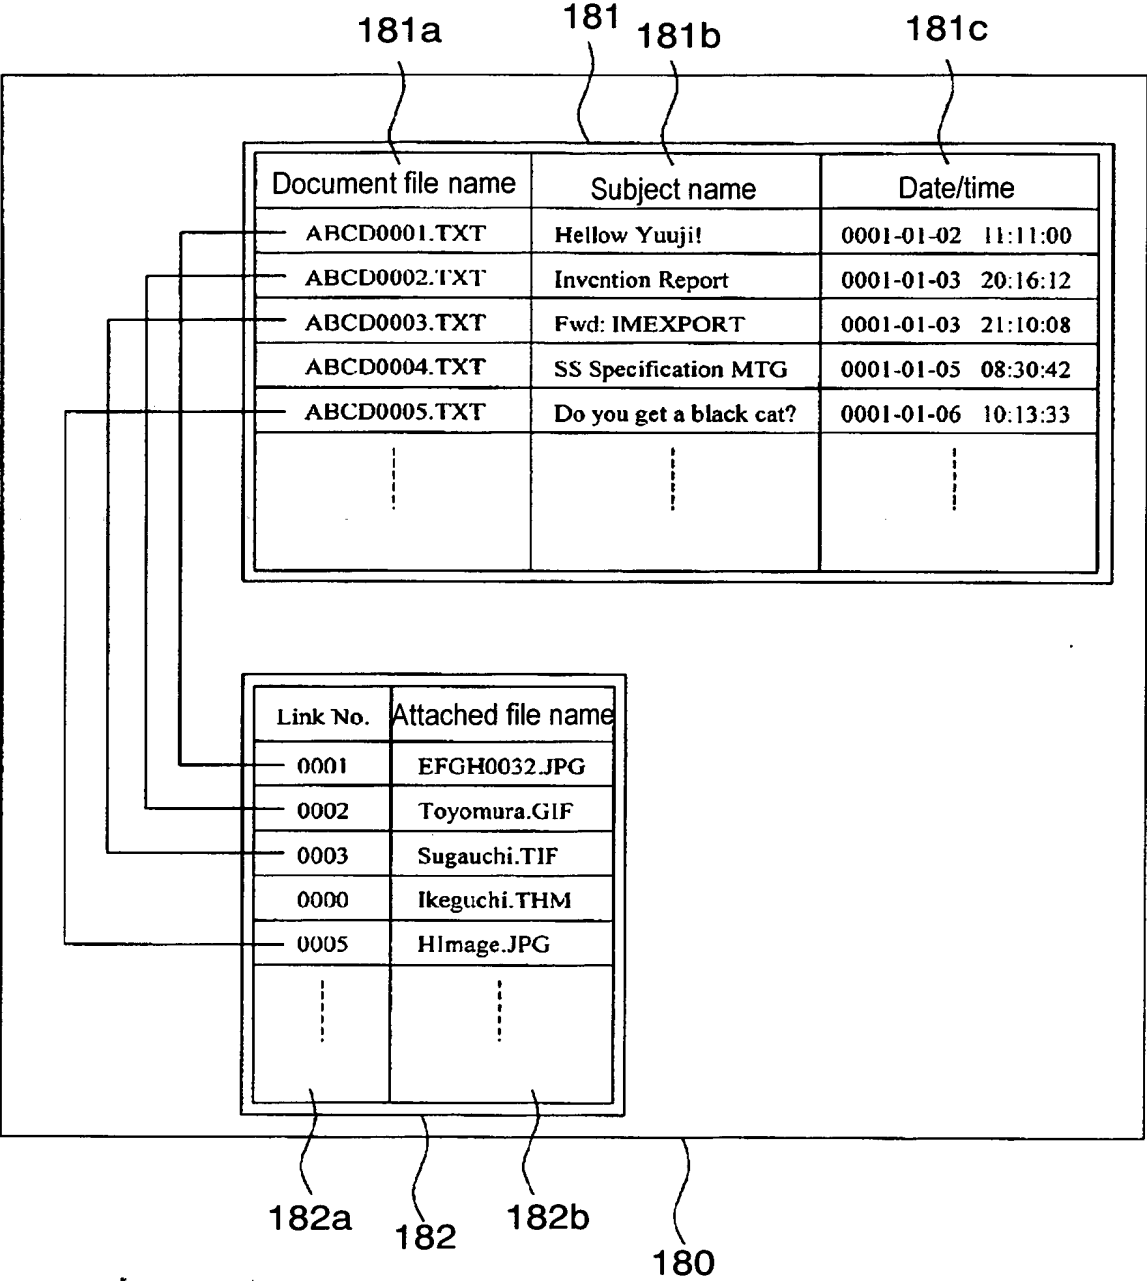 181a 181 181b 181c
Document file name Subject name Date/time
ABCD0001.TXT Hellow Yuuji! 0001-01-02 11:11:00
ABCD0002.TXT Invention Report 0001-01-03 20:16:12
ABCD0003.TXT Fwd: IMEXPORT 0001-01-03 21:10:08
ABCD0004.TXT SS Specification MTG 0001-01-05 08:30:42
ABCD0005.TXT Do you get a black cat? 0001-01-06 10:13:33
Link No. Attached file name
0001 EFGH0032.JPG
0002 Toyomura.GIF
0003 Sugauchi.TIF
0000 Ikeguchi.THM
0005 HImage.JPG
182a 182 182b
180